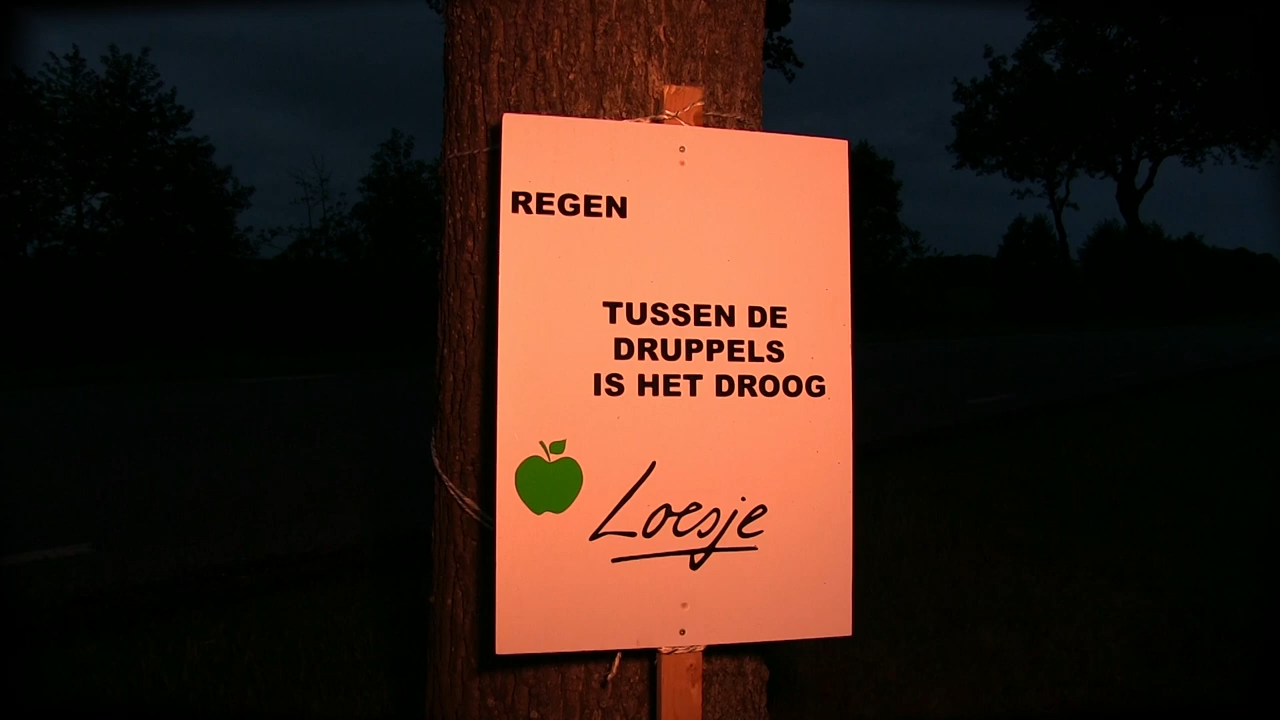 REGEN
TUSSEN DE
DRUPPELS
IS HET DROOG
Loesje